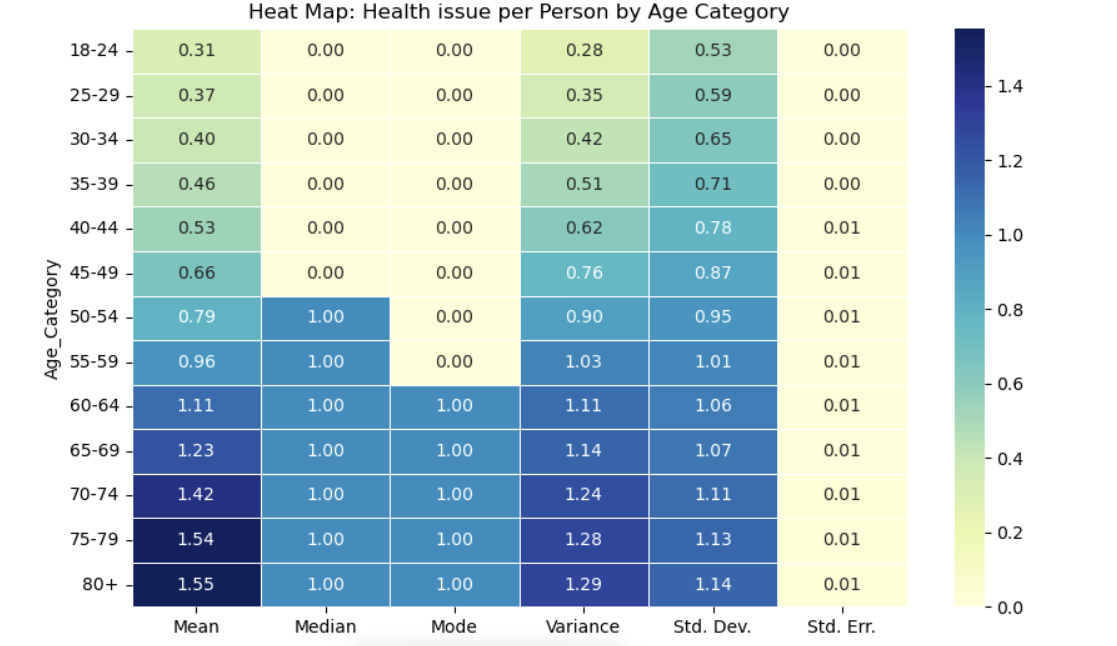 Heat Map: Health issue per Person by Age Category
18-24 0.31 0.00 0.00 0.28 0.53 0.00
25-29 0.37 0.00 0.00 0.35 0.59 0.00
30-34 0.40 0.00 0.00 0.42 0.65 0.00
35-39 0.46 0.00 0.00 0.51 0.71 0.00
40-44 0.53 0.00 0.00 0.62 0.78 0.01
45-49 0.66 0.00 0.00 0.76 0.87 0.01
50-54 0.79 1.00 0.00 0.90 0.95 0.01
55-59 0.96 1.00 0.00 1.03 1.01 0.01
60-64 1.11 1.00 1.00 1.11 1.06 0.01
65-69 1.23 1.00 1.00 1.14 1.07 0.01
70-74 1.42 1.00 1.00 1.24 1.11 0.01
75-79 1.54 1.00 1.00 1.28 1.13 0.01
80+ 1.55 1.00 1.00 1.29 1.14 0.01
Mean Median Mode Variance Std. Dev. Std. Err.
Age_Category
1.4
1.2
1.0
0.8
0.6
0.4
0.2
0.0